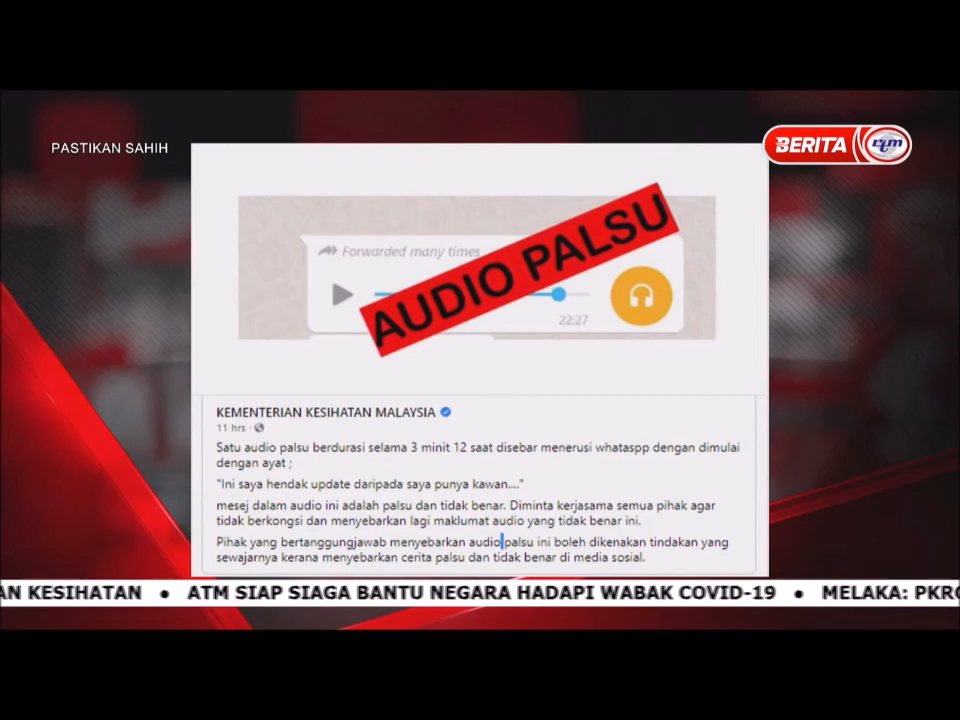 PASTIKAN SAHIH
BERITA rtm
Forwarded many times
AUDIO PALSU
22:27
KEMENTERIAN KESIHATAN MALAYSIA
11 hrs ·
Satu audio palsu berdurasi selama 3 minit 12 saat disebar menerusi whataspp dengan dimulai
dengan ayat ;
"Ini saya hendak update daripada saya punya kawan...."
mesej dalam audio ini adalah palsu dan tidak benar. Diminta kerjasama semua pihak agar
tidak berkongsi dan menyebarkan lagi maklumat audio yang tidak benar ini.
Pihak yang bertanggungjawab menyebarkan audio palsu ini boleh dikenakan tindakan yang
sewajarnya kerana menyebarkan cerita palsu dan tidak benar di media sosial.
AN KESIHATAN • ATM SIAP SIAGA BANTU NEGARA HADAPI WABAK COVID-19 • MELAKA: PKRC